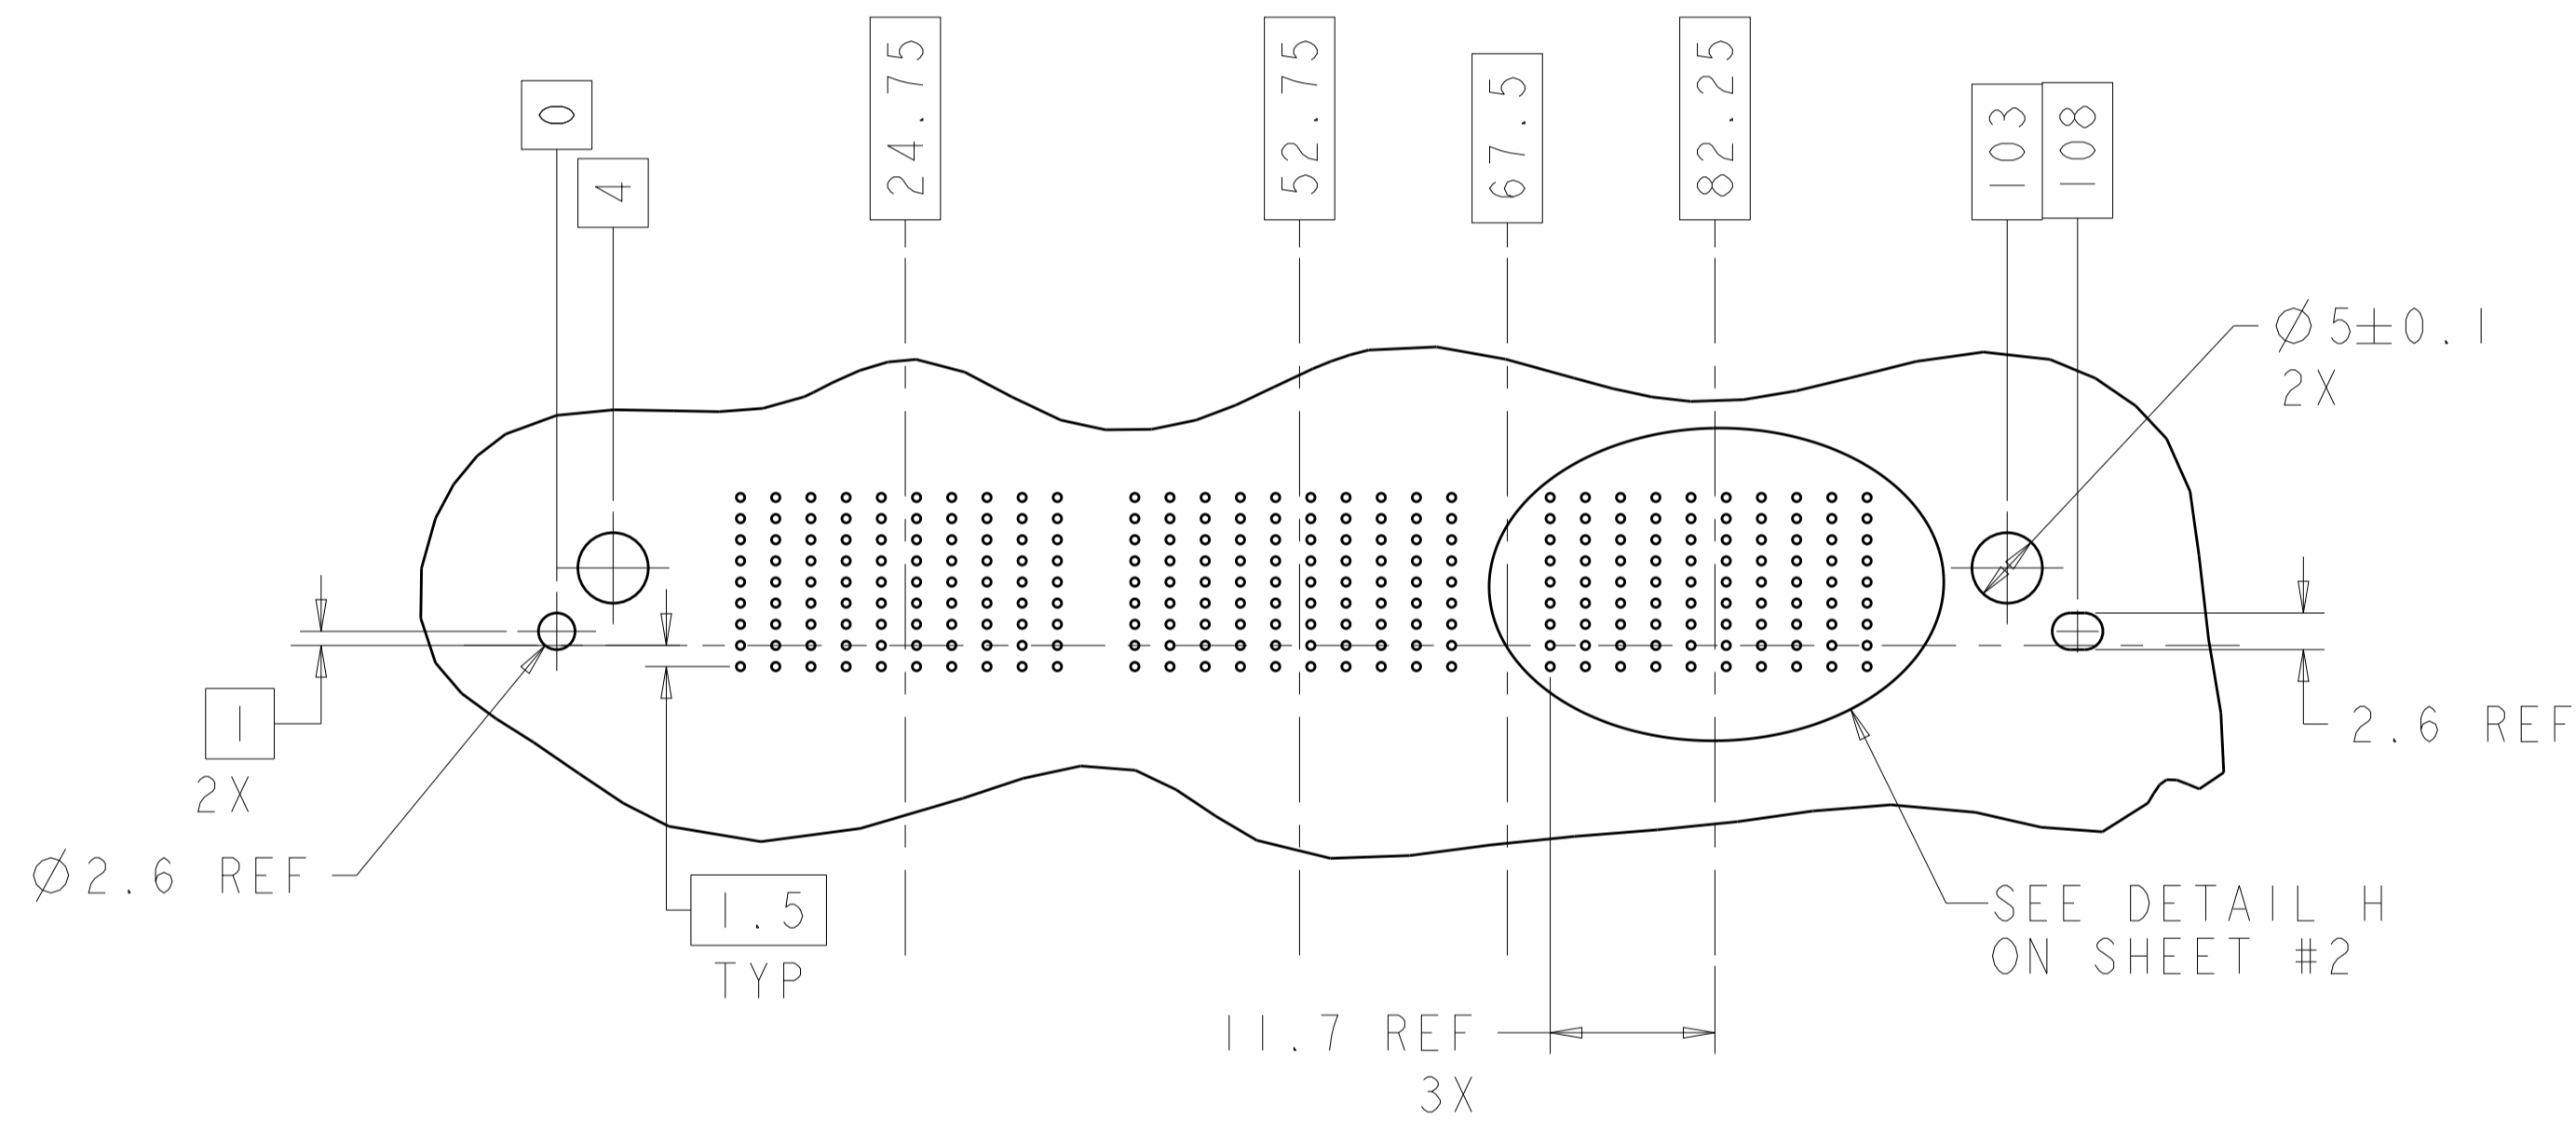 0
4
24.75
52.75
67.5
82.25
103
108
Ø5±0.1
2X
1
2X
Ø2.6 REF
1.5
TYP
2.6 REF
SEE DETAIL H
ON SHEET #2
11.7 REF
3X